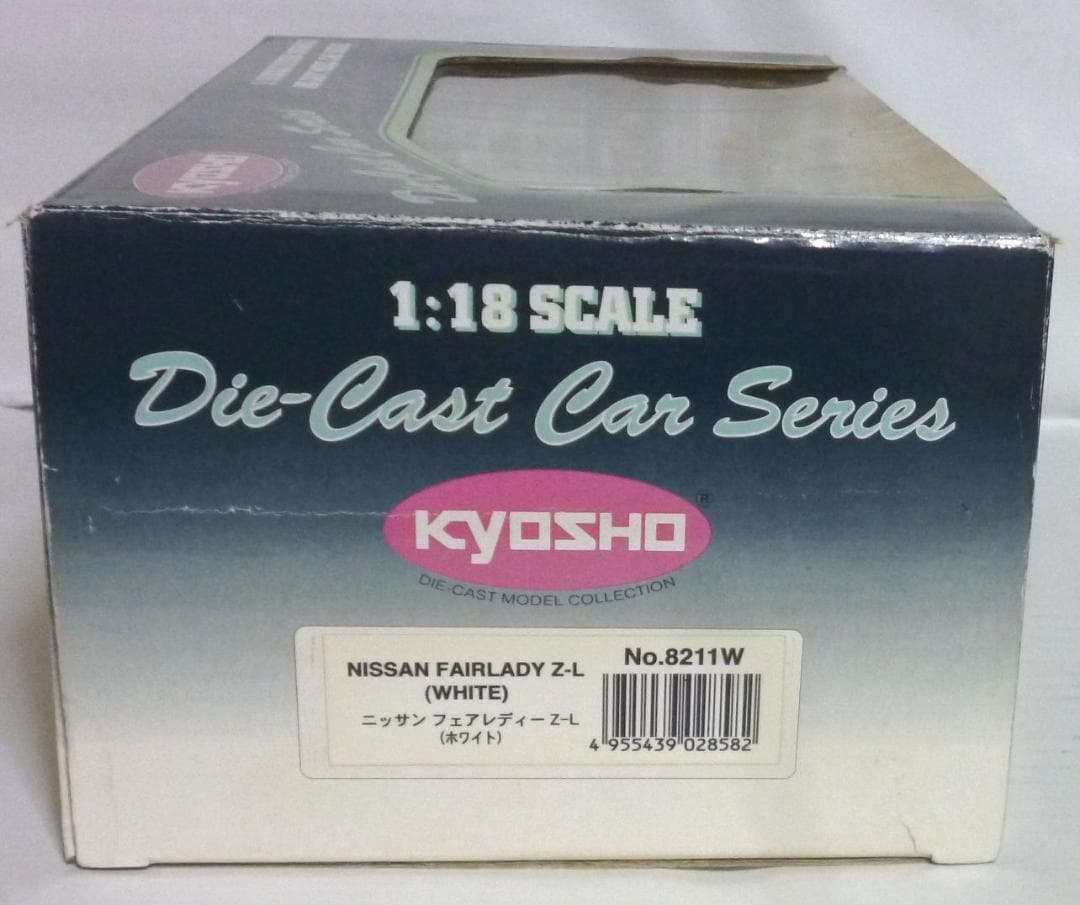 KYOSHO
1:18 SCALE
Die-Cast Car Series
KYOSHO®
DIE-CAST MODEL COLLECTION
NISSAN FAIRLADY Z-L
(WHITE)
ニッサン フェアレディー Z-L
(ホワイト)
No.8211W
4 955439 028582